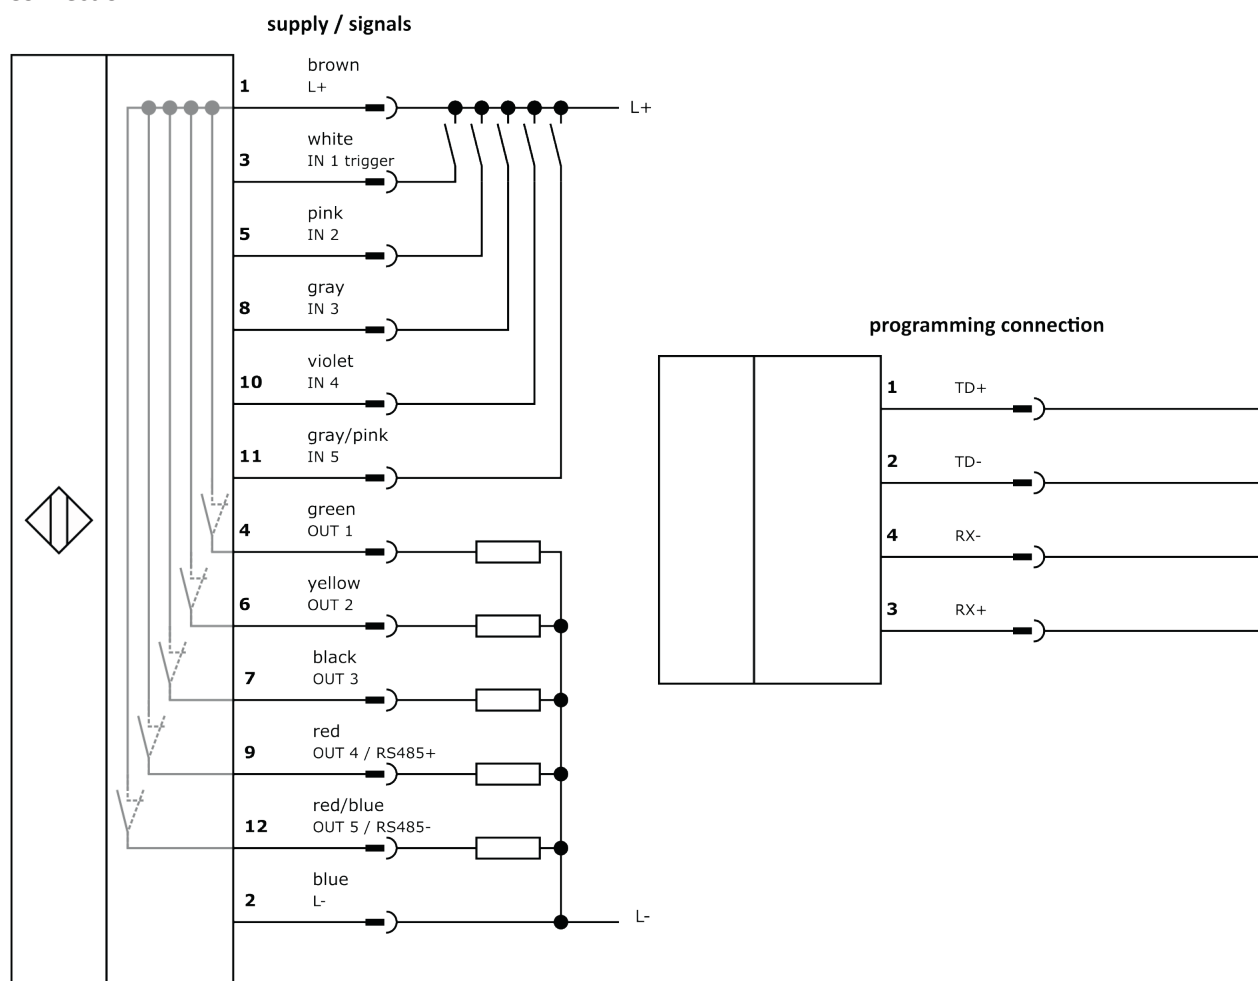 supply / signals
brown
1 L+
L+
white
3 IN 1 trigger
pink
5 IN 2
gray
8 IN 3
violet
10 IN 4
gray/pink
11 IN 5
green
4 OUT 1
yellow
6 OUT 2
black
7 OUT 3
red
9 OUT 4 / RS485+
red/blue
12 OUT 5 / RS485-
blue
2 L-
L-
programming connection
1 TD+
2 TD-
4 RX-
3 RX+